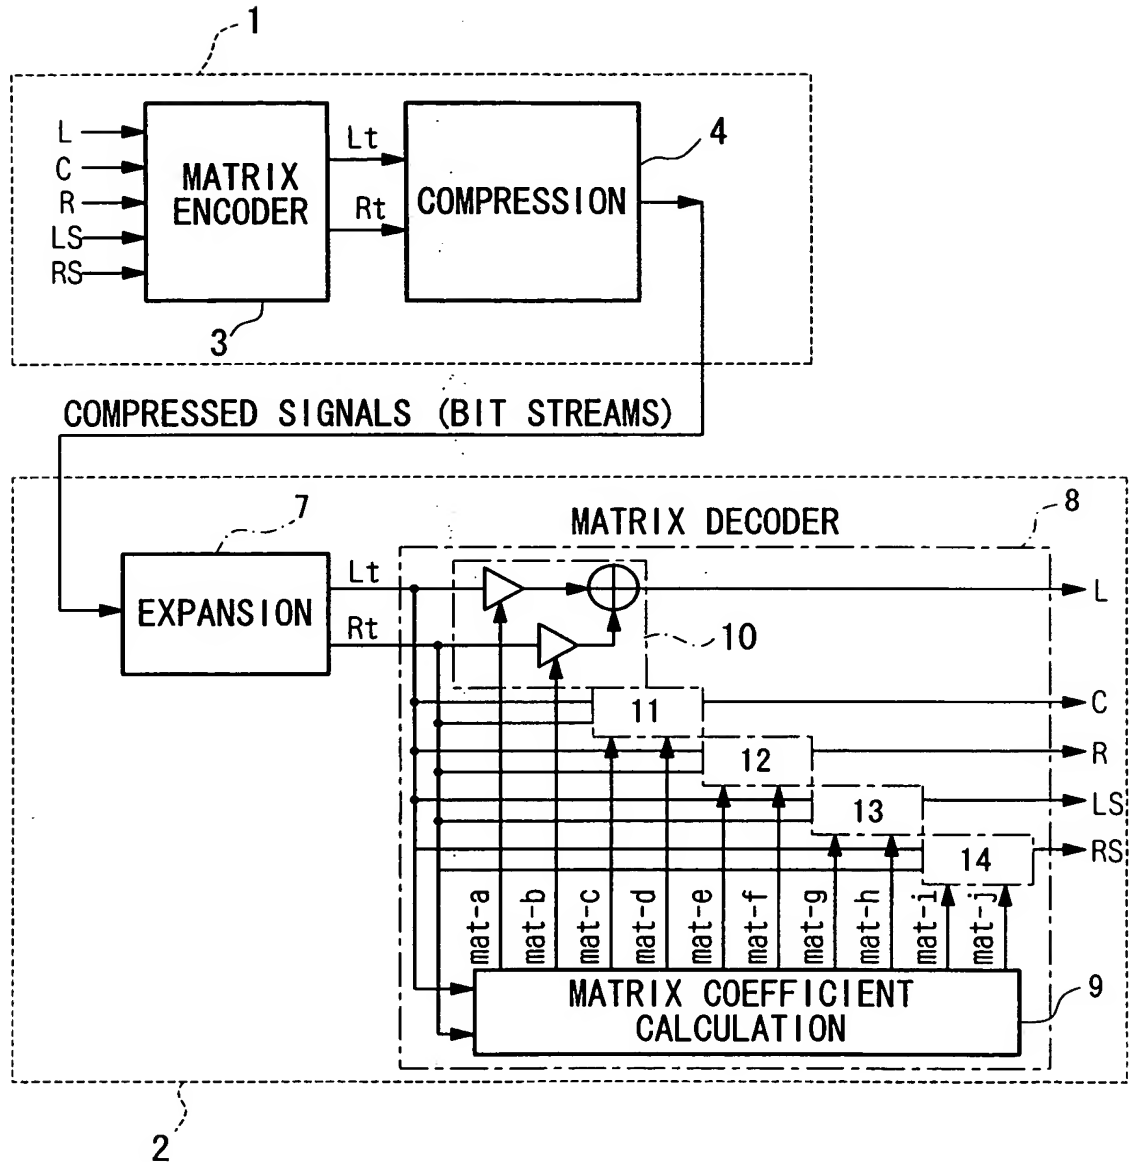 1
L
C
R
LS
RS
MATRIX
ENCODER
3
Lt
Rt
COMPRESSION
4
COMPRESSED SIGNALS (BIT STREAMS)
7
EXPANSION
Lt
Rt
MATRIX DECODER
8
10
11
12
13
14
L
C
R
LS
RS
mat-a
mat-b
mat-c
mat-d
mat-e
mat-f
mat-g
mat-h
mat-i
mat-j
MATRIX COEFFICIENT
CALCULATION
9
2